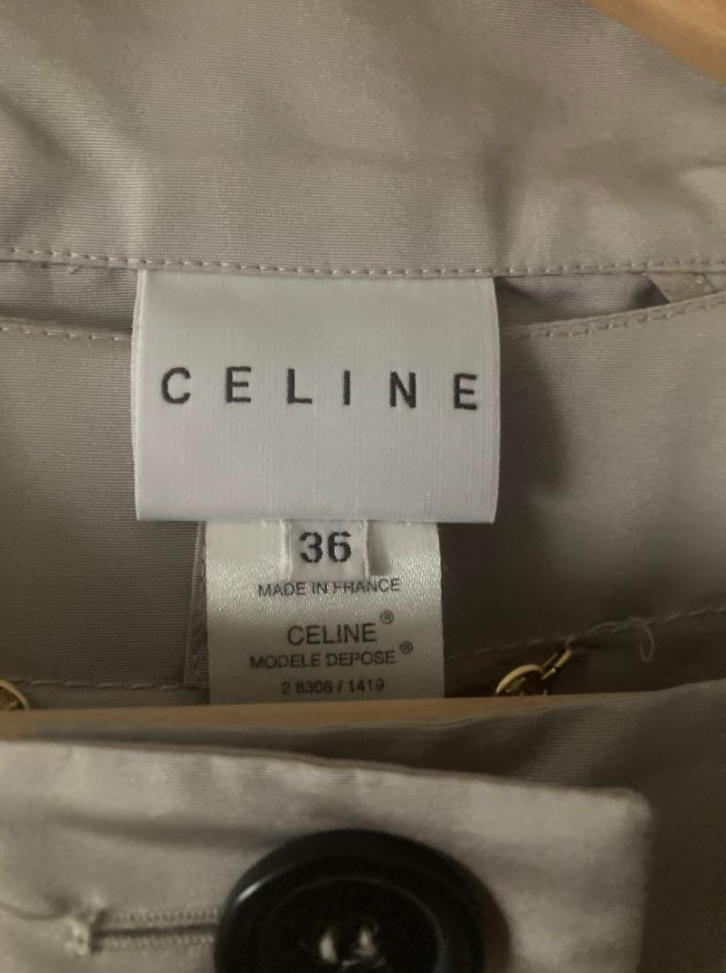 CELINE
36
MADE IN FRANCE
CELINE®
MODELE DEPOSE®
2 8306 / 1419